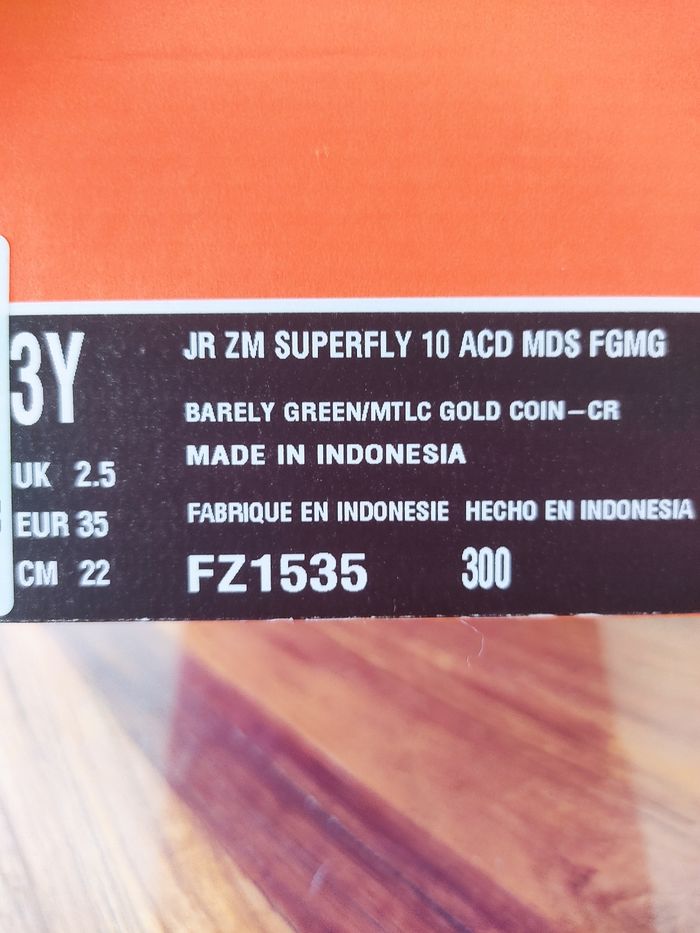 3Y
UK 2.5
EUR 35
CM 22
JR ZM SUPERFLY 10 ACD MDS FGMG
BARELY GREEN/MTLC GOLD COIN-CR
MADE IN INDONESIA
FABRIQUE EN INDONESIE HECHO EN INDONESIA
FZ1535 300